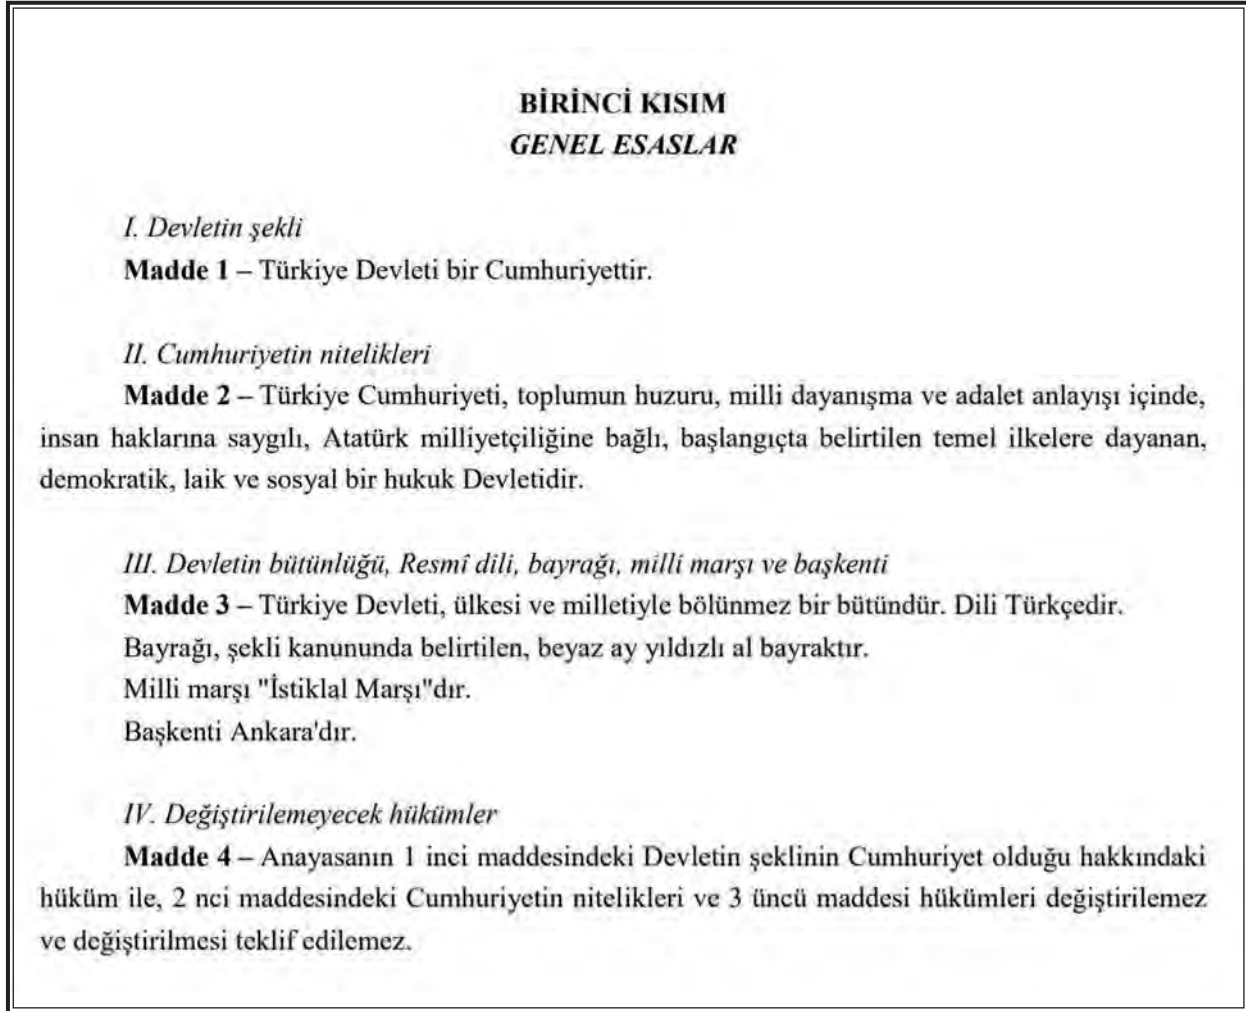 BİRİNCİ KISIM
GENEL ESASLAR
I. Devletin şekli
Madde 1 – Türkiye Devleti bir Cumhuriyettir.
II. Cumhuriyetin nitelikleri
Madde 2 – Türkiye Cumhuriyeti, toplumun huzuru, milli dayanışma ve adalet anlayışı içinde,
insan haklarına saygılı, Atatürk milliyetçiliğine bağlı, başlangıçta belirtilen temel ilkelere dayanan,
demokratik, laik ve sosyal bir hukuk Devletidir.
III. Devletin bütünlüğü, Resmî dili, bayrağı, milli marşı ve başkenti
Madde 3 – Türkiye Devleti, ülkesi ve milletiyle bölünmez bir bütündür. Dili Türkçedir.
Bayrağı, şekli kanununda belirtilen, beyaz ay yıldızlı al bayraktır.
Milli marşı "İstiklal Marşı"dır.
Başkenti Ankara'dır.
IV. Değiştirilemeyecek hükümler
Madde 4 – Anayasanın 1 inci maddesindeki Devletin şeklinin Cumhuriyet olduğu hakkındaki
hüküm ile, 2 nci maddesindeki Cumhuriyetin nitelikleri ve 3 üncü maddesi hükümleri değiştirilemez
ve değiştirilmesi teklif edilemez.